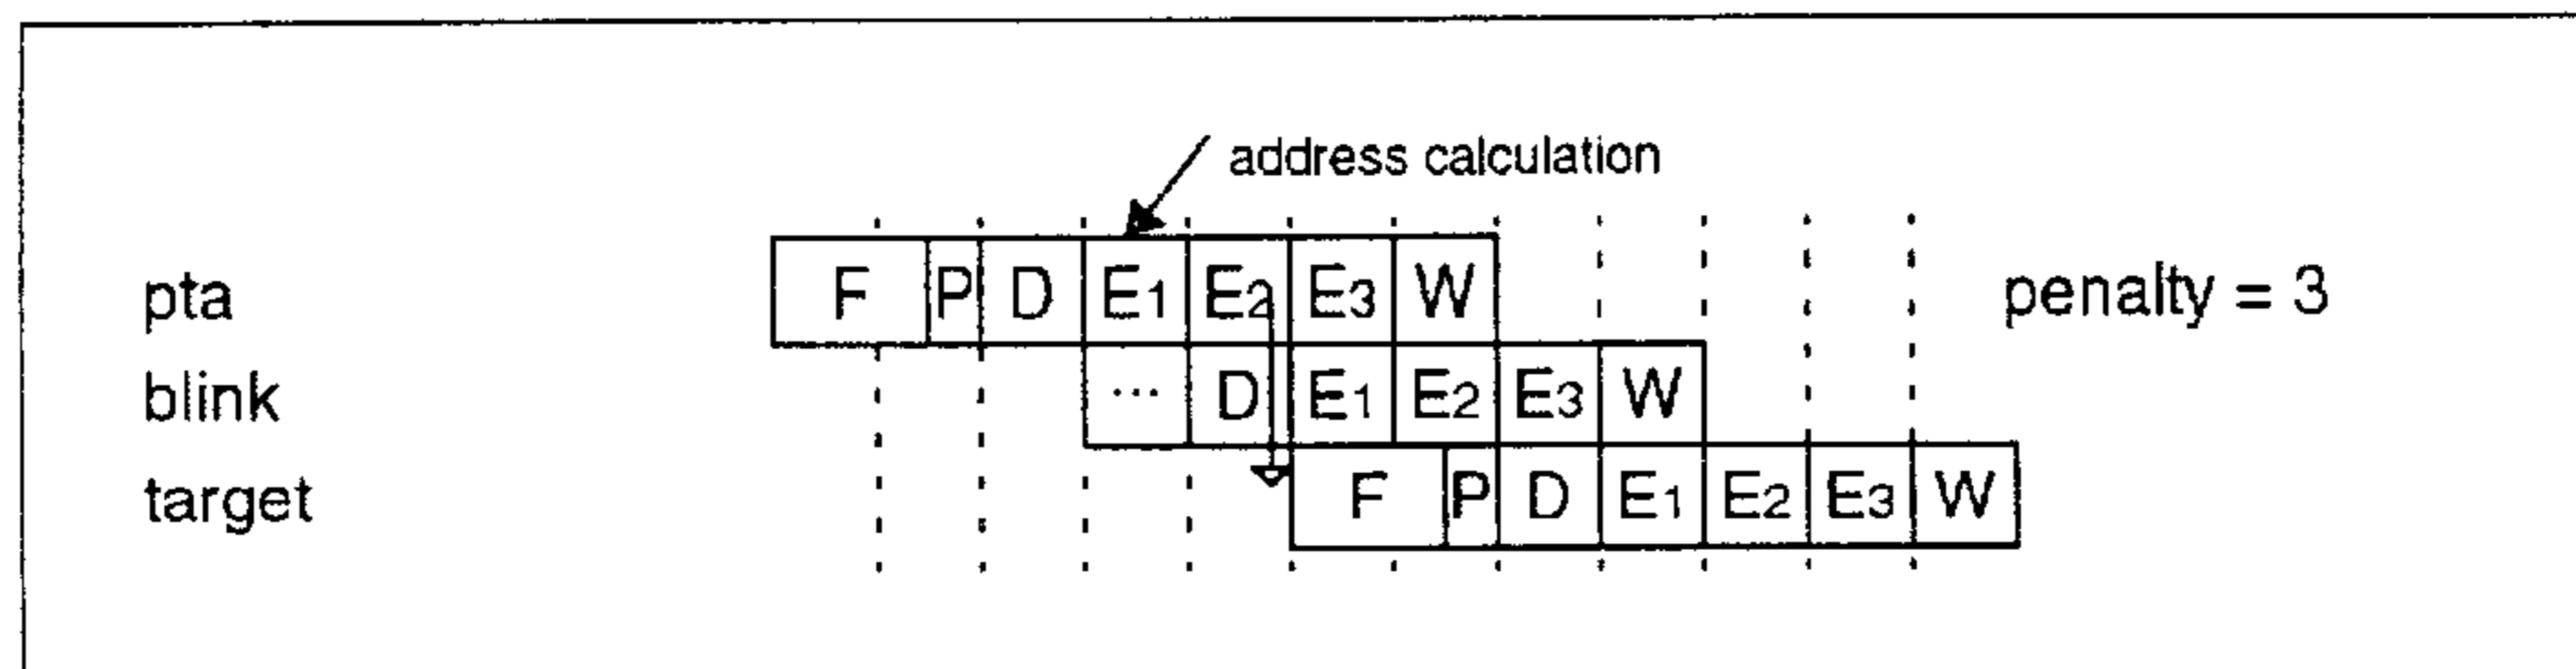 address calculation
pta F P D E1 E2 E3 W penalty = 3
blink ... D E1 E2 E3 W
target F P D E1 E2 E3 W